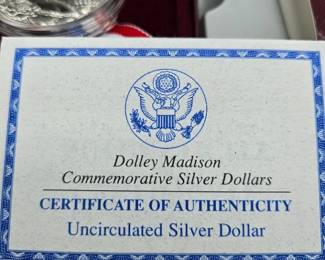 Dolley Madison
Commemorative Silver Dollars
CERTIFICATE OF AUTHENTICITY
Uncirculated Silver Dollar